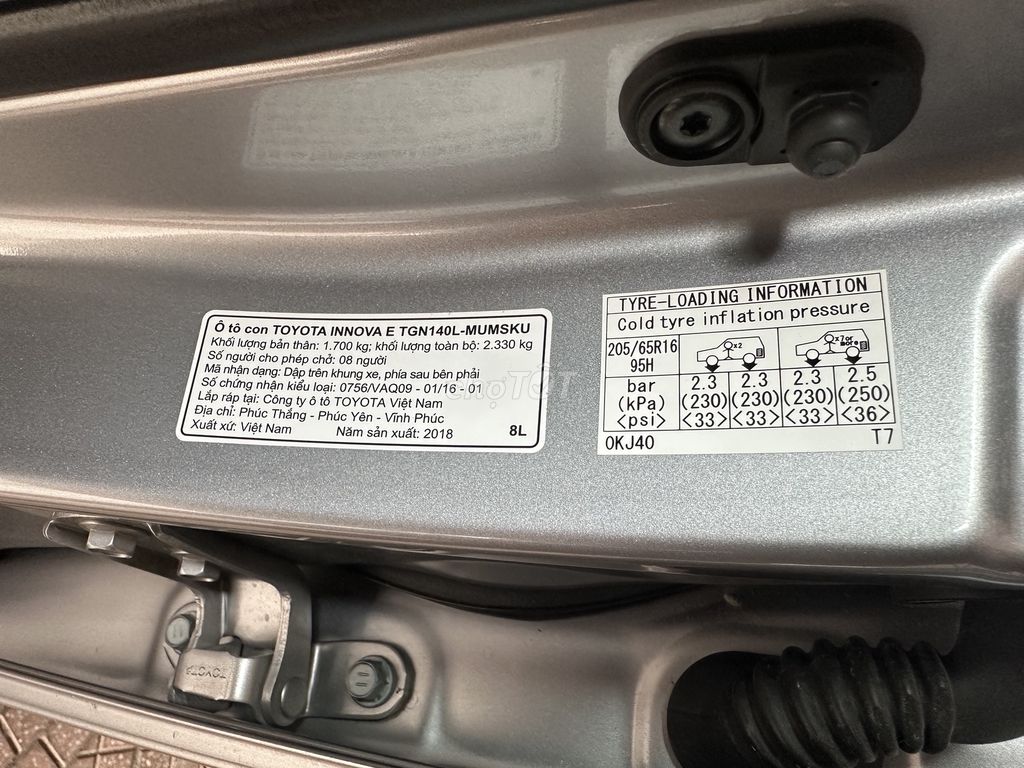 Ô tô con TOYOTA INNOVA E TGN140L-MUMSKU
Khối lượng bản thân: 1.700 kg; khối lượng toàn bộ: 2.330 kg
Số người cho phép chở: 08 người
Mã nhận dạng: Dập trên khung xe, phía sau bên phải
Số chứng nhận kiểu loại: 0756/VAQ09 - 01/16 - 01
Lắp ráp tại: Công ty ô tô TOYOTA Việt Nam
Địa chỉ: Phúc Thắng - Phúc Yên - Vĩnh Phúc
Xuất xứ: Việt Nam Năm sản xuất: 2018 8L
TYRE-LOADING INFORMATION
Cold tyre inflation pressure
205/65R16
95H
x2
x7 or more
bar 2.3 2.3 2.3 2.5
(kPa) (230) (230) (230) (250)
<psi> <33> <33> <33> <36>
0KJ40 T7
chợTỐT
TOYOTA